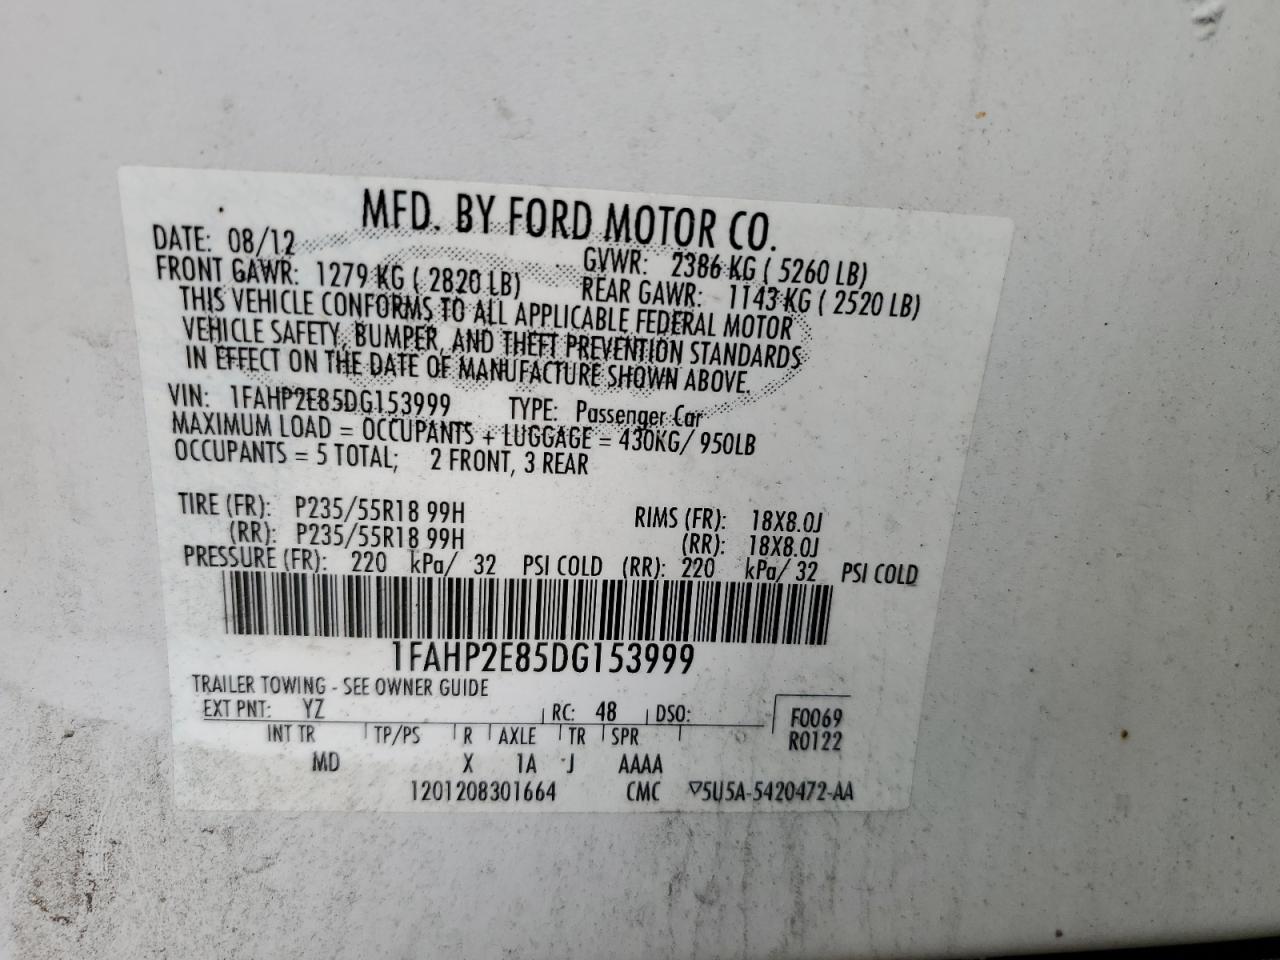 MFD. BY FORD MOTOR CO.
DATE: 08/12 GVWR: 2386 KG ( 5260 LB)
FRONT GAWR: 1279 KG ( 2820 LB) REAR GAWR: 1143 KG ( 2520 LB)
THIS VEHICLE CONFORMS TO ALL APPLICABLE FEDERAL MOTOR
VEHICLE SAFETY, BUMPER, AND THEFT PREVENTION STANDARDS
IN EFFECT ON THE DATE OF MANUFACTURE SHOWN ABOVE.
VIN: 1FAHP2E85DG153999 TYPE: Passenger Car
MAXIMUM LOAD = OCCUPANTS + LUGGAGE = 430KG/ 950LB
OCCUPANTS = 5 TOTAL; 2 FRONT, 3 REAR
TIRE (FR): P235/55R18 99H RIMS (FR): 18X8.0J
(RR): P235/55R18 99H (RR): 18X8.0J
PRESSURE (FR): 220 kPa/ 32 PSI COLD (RR): 220 kPa/ 32 PSI COLD
1FAHP2E85DG153999
TRAILER TOWING - SEE OWNER GUIDE
EXT PNT: YZ RC: 48 DSO: F0069
INT TR TP/PS R AXLE TR SPR R0122
MD X 1A J AAAA
1201208301664 CMC ▽5U5A-5420472-AA